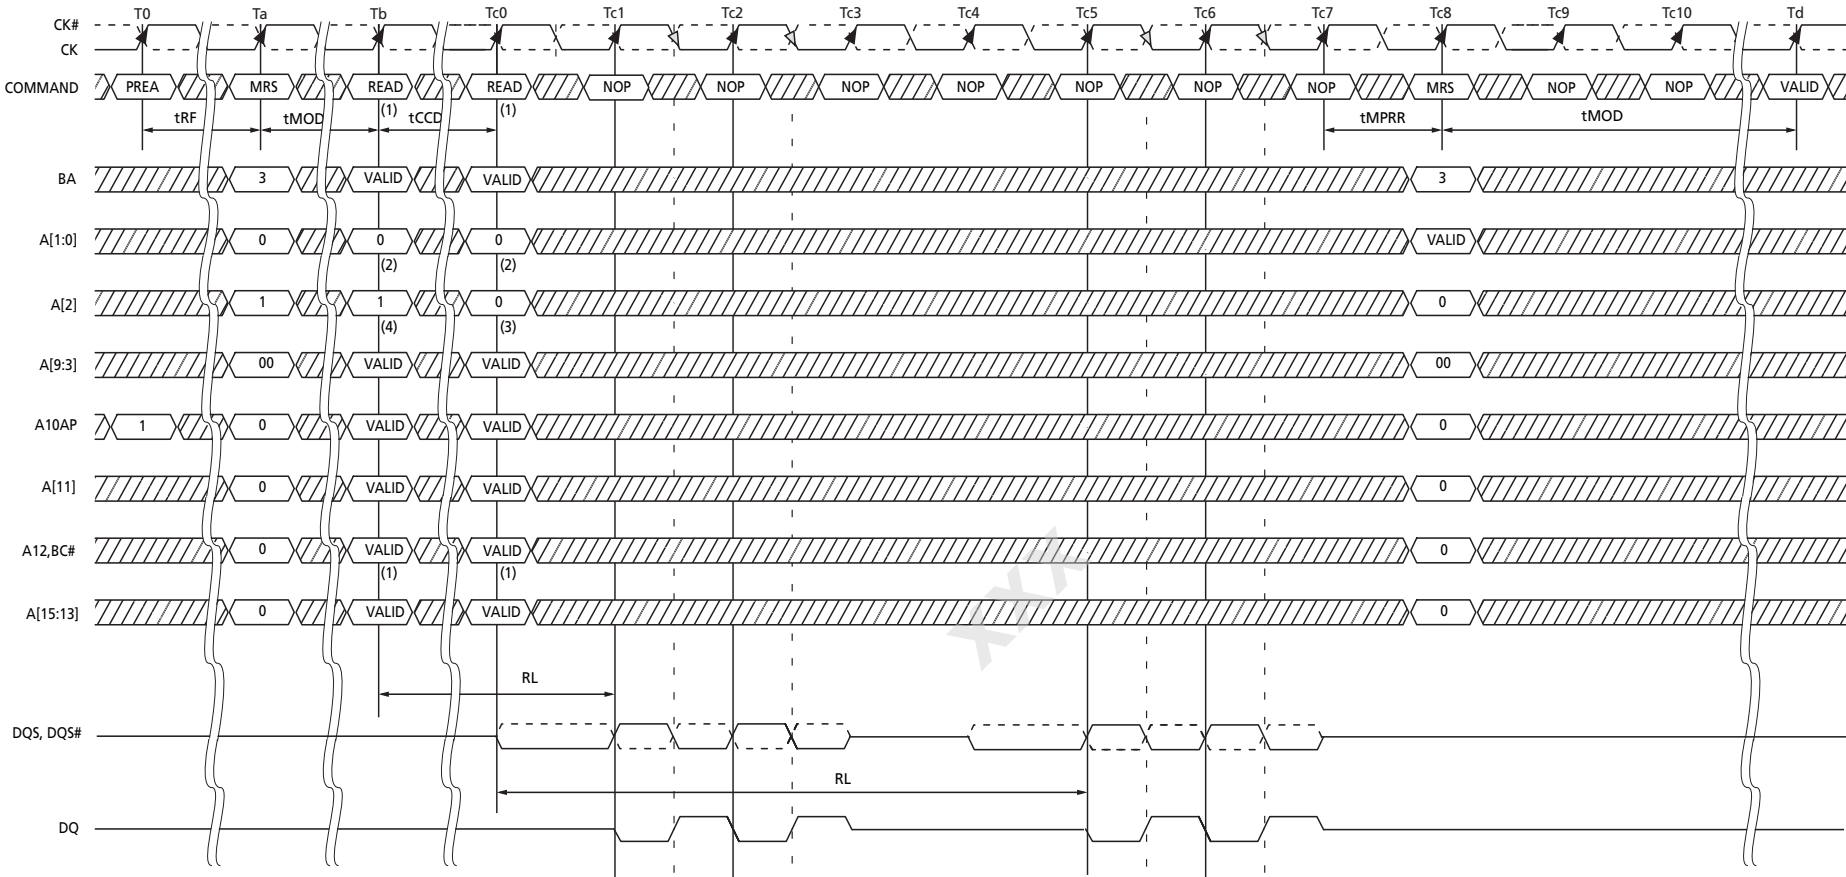 T0 Ta Tb Tc0 Tc1 Tc2 Tc3 Tc4 Tc5 Tc6 Tc7 Tc8 Tc9 Tc10 Td
CK#
CK
COMMAND PREA MRS READ READ NOP NOP NOP NOP NOP NOP NOP MRS NOP NOP VALID
(1) (1)
tRF tMOD tCCD tMPRR tMOD
BA 3 VALID VALID 3
A[1:0] 0 0 0 VALID
(2) (2)
A[2] 1 1 0 0
(4) (3)
A[9:3] 00 VALID VALID 00
A10AP 1 0 VALID VALID 0
A[11] 0 VALID VALID 0
A12,BC# 0 VALID VALID 0
(1) (1)
A[15:13] 0 VALID VALID 0
XXX
RL
DQS, DQS#
RL
DQ